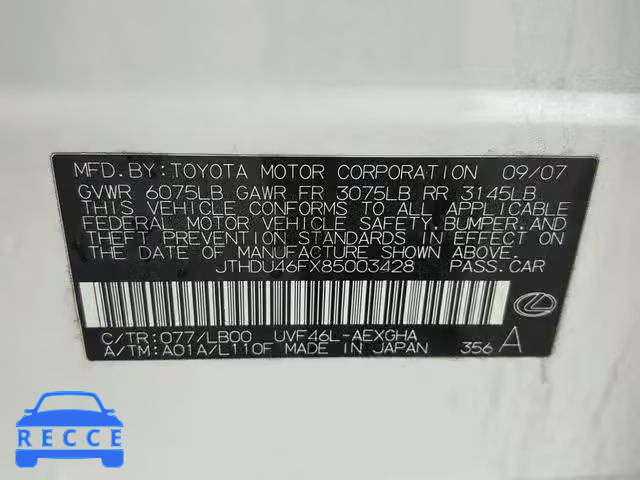 MFD. BY: TOYOTA MOTOR CORPORATION 09/07
GVWR 6075LB GAWR FR 3075LB RR 3145LB
THIS VEHICLE CONFORMS TO ALL APPLICABLE
FEDERAL MOTOR VEHICLE SAFETY, BUMPER, AND
THEFT PREVENTION STANDARDS IN EFFECT ON
THE DATE OF MANUFACTURE SHOWN ABOVE.
JTHDU46FX85003428 PASS. CAR
C/TR: 077/LB00 UVF46L-AEXGHA
A/TM: A01A/L110F MADE IN JAPAN 356 A
RECCE